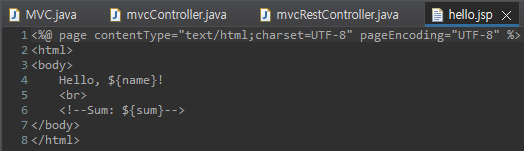 MVC.java mvcController.java mvcRestController.java hello.jsp
1 <%@ page contentType="text/html;charset=UTF-8" pageEncoding="UTF-8" %>
2 <html>
3 <body>
4 Hello, ${name}!
5 <br>
6 <!--Sum: ${sum}-->
7 </body>
8 </html>